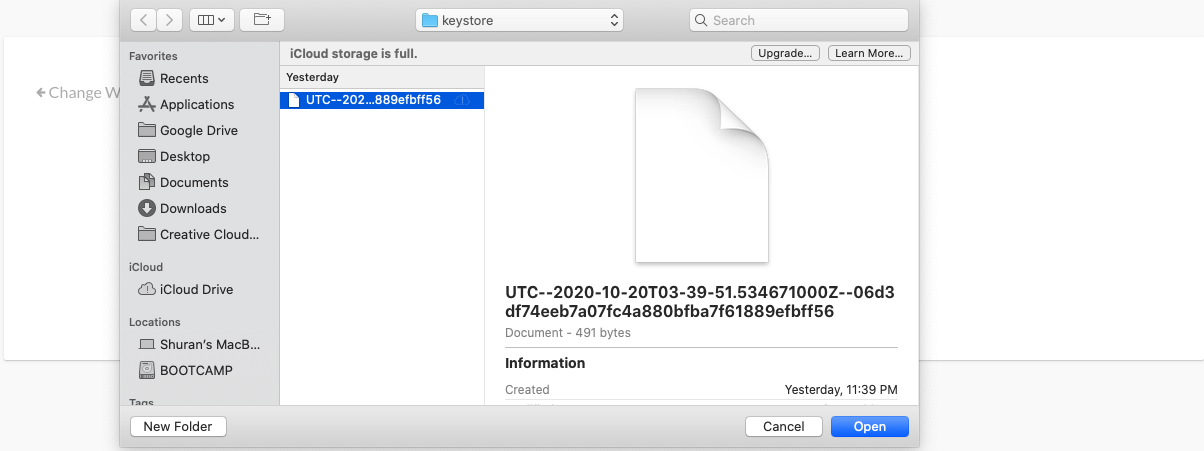 keystore
Search
Favorites
Recents
Applications
Google Drive
Desktop
Documents
Downloads
Creative Cloud...
iCloud
iCloud Drive
Locations
Shuran's MacB...
BOOTCAMP
Tags
iCloud storage is full.
Upgrade...
Learn More...
Yesterday
UTC--202...889efbff56
UTC--2020-10-20T03-39-51.534671000Z--06d3
df74eeb7a07fc4a880bfba7f61889efbff56
Document - 491 bytes
Information
Created Yesterday, 11:39 PM
New Folder
Cancel
Open
Change W